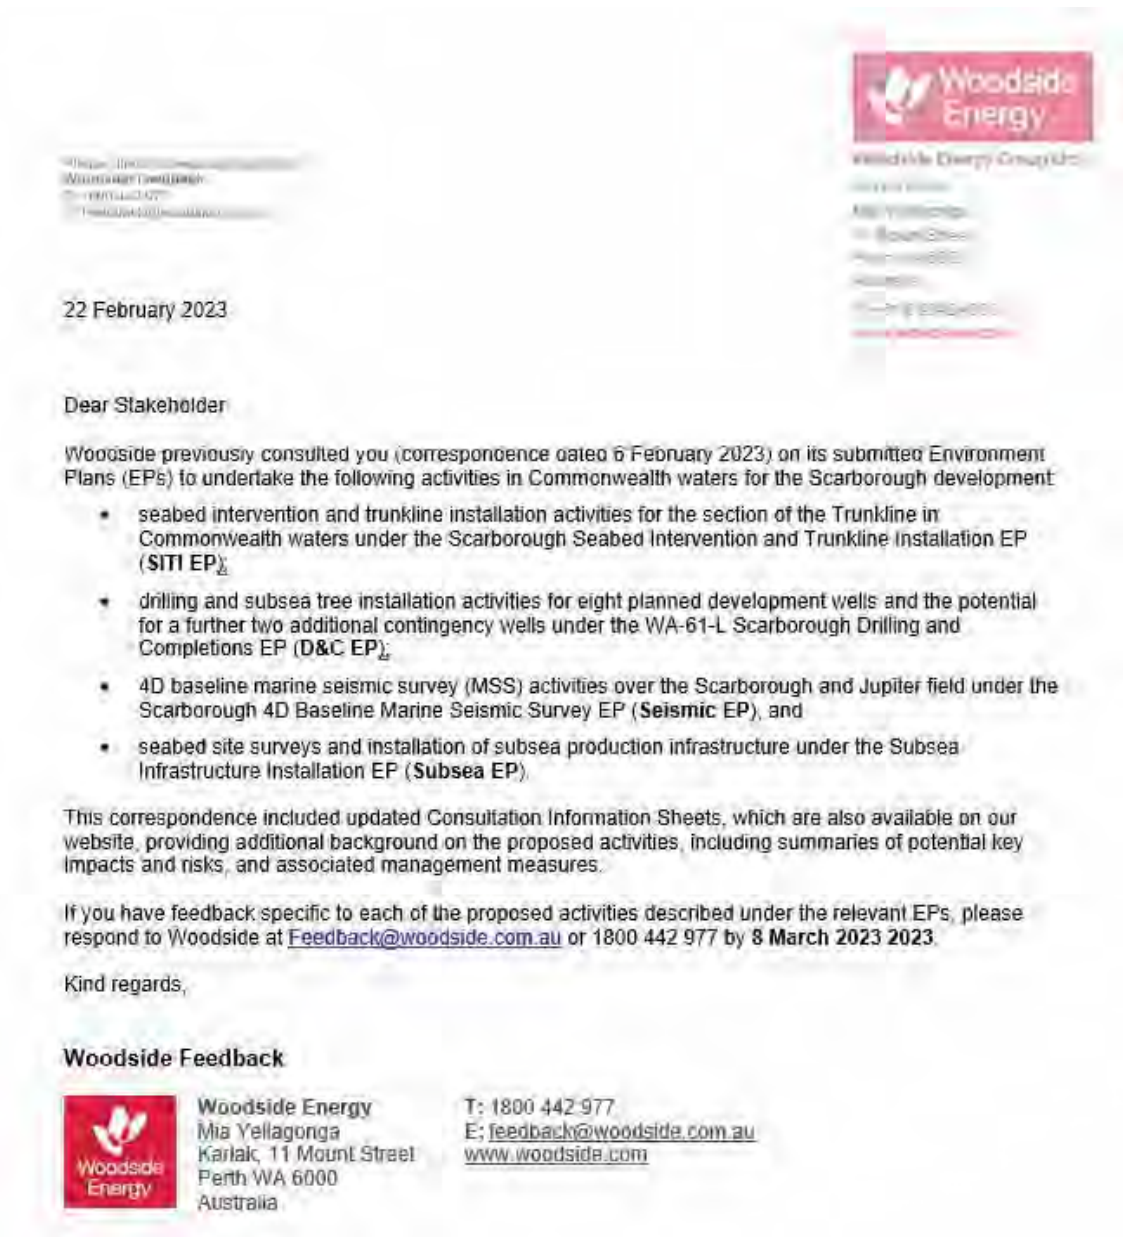 Woodside
Energy
Woodside Energy Group Ltd
Woodside Feedback
Mia Yellagonga
11 Mount Street
22 February 2023
Dear Stakeholder
Woodside previously consulted you (correspondence dated 6 February 2023) on its submitted Environment
Plans (EPs) to undertake the following activities in Commonwealth waters for the Scarborough development
• seabed intervention and trunkline installation activities for the section of the Trunkline in
Commonwealth waters under the Scarborough Seabed Intervention and Trunkline Installation EP
(SITI EP);
• drilling and subsea tree installation activities for eight planned development wells and the potential
for a further two additional contingency wells under the WA-61-L Scarborough Drilling and
Completions EP (D&C EP);
• 4D baseline marine seismic survey (MSS) activities over the Scarborough and Jupiter field under the
Scarborough 4D Baseline Marine Seismic Survey EP (Seismic EP), and
• seabed site surveys and installation of subsea production infrastructure under the Subsea
Infrastructure Installation EP (Subsea EP).
This correspondence included updated Consultation Information Sheets, which are also available on our
website, providing additional background on the proposed activities, including summaries of potential key
impacts and risks, and associated management measures.
If you have feedback specific to each of the proposed activities described under the relevant EPs, please
respond to Woodside at Feedback@woodside.com.au or 1800 442 977 by 8 March 2023 2023.
Kind regards,
Woodside Feedback
Woodside
Energy
Woodside Energy
Mia Yellagonga
Karlak, 11 Mount Street
Perth WA 6000
Australia
T: 1800 442 977
E: feedback@woodside.com.au
www.woodside.com